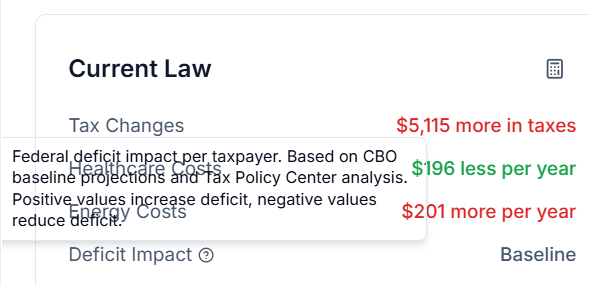 Current Law
Tax Changes $5,115 more in taxes
Federal deficit impact per taxpayer. Based on CBO
Healthcare Costs $196 less per year
baseline projections and Tax Policy Center analysis.
Positive values increase deficit, negative values
Energy Costs $201 more per year
reduce deficit.
Deficit Impact ? Baseline